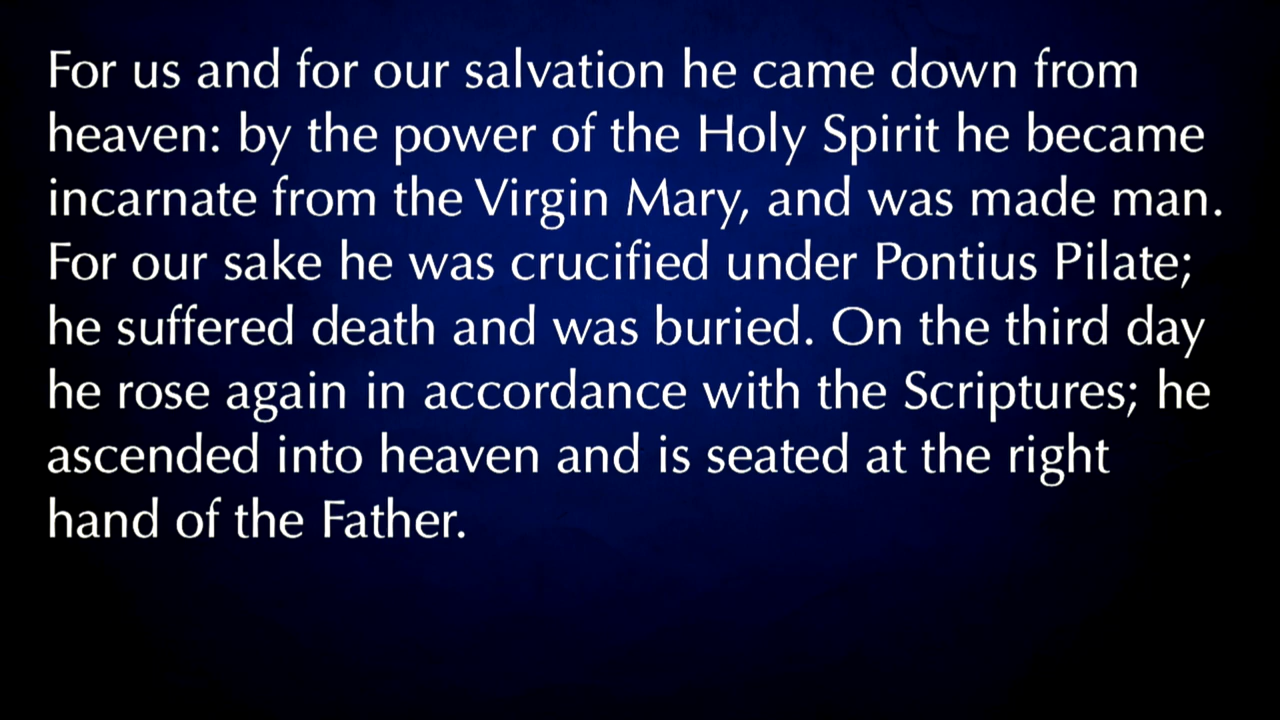 For us and for our salvation he came down from
heaven: by the power of the Holy Spirit he became
incarnate from the Virgin Mary, and was made man.
For our sake he was crucified under Pontius Pilate;
he suffered death and was buried. On the third day
he rose again in accordance with the Scriptures; he
ascended into heaven and is seated at the right
hand of the Father.